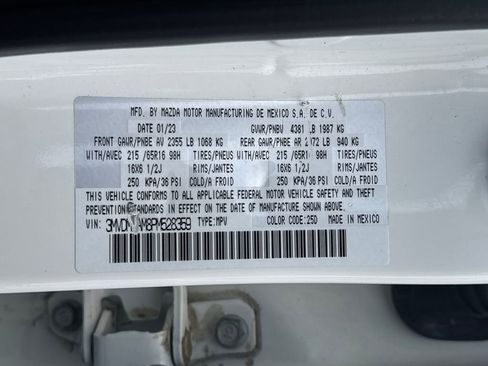 MFD. BY MAZDA MOTOR MANUFACTURING DE MEXICO S.A. DE C.V.
DATE 01/23 GVWR/PNBV 4381 LB 1987 KG
FRONT GAWR/PNBE AV 2355 LB 1068 KG REAR GAWR/PNBE AR LB 940 KG
WITH/AVEC 215 /65R16 98H TIRES/PNEUS WITH/AVEC 215 98H TIRES/PNEUS
16X6 1/2J RIMS/JANTES 16X6 1/2J RIMS/JANTES
250 KPA/36 PSI COLD/A FROID 250 KPA/36 PSI COLD/A FROID
THIS VEHICLE CONFORMS TO ALL APPLICABLE FEDERAL MOTOR VEHICLE SAFETY AND THEFT
PREVENTION STANDARDS IN EFFECT ON THE DATE OF MANUFACTURE SHOWN ABOVE.
VIN: TYPE:MPV COLOR CODE:25D MADE IN MEXICO